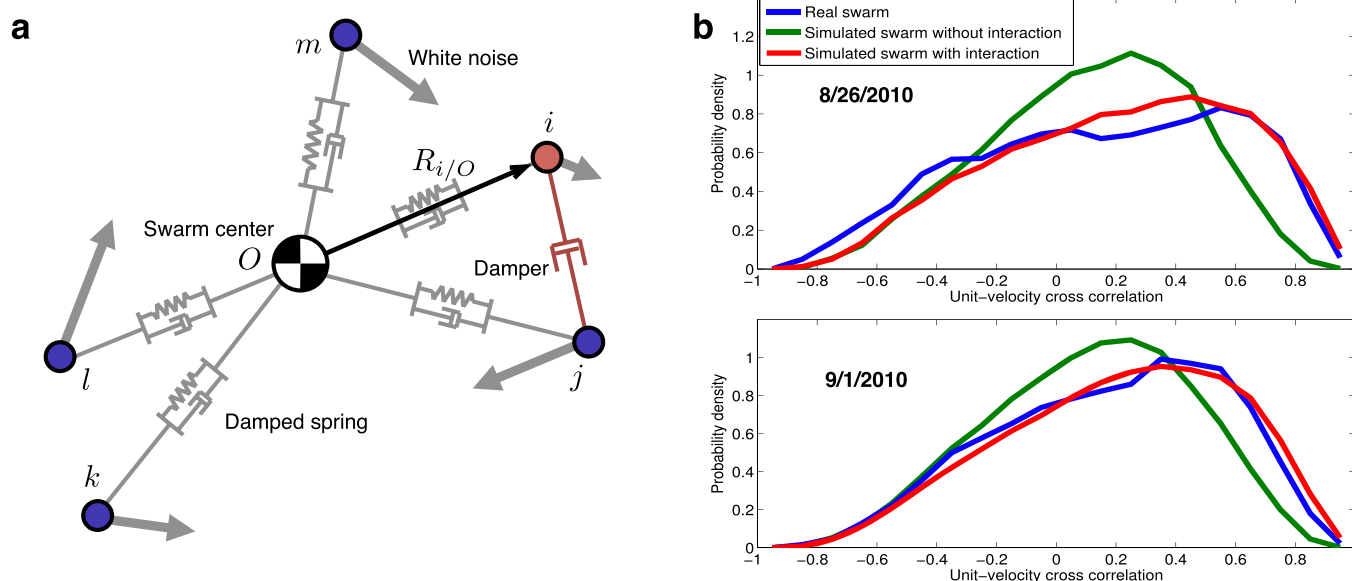 a
m
White noise
i
R_{i/O}
Swarm center
O
Damper
l
j
Damped spring
k
b
Real swarm
Simulated swarm without interaction
Simulated swarm with interaction
8/26/2010
Probability density
1.2
1
0.8
0.6
0.4
0.2
0
−1 −0.8 −0.6 −0.4 −0.2 0 0.2 0.4 0.6 0.8 1
Unit−velocity cross correlation
9/1/2010
Probability density
1
0.8
0.6
0.4
0.2
0
−1 −0.8 −0.6 −0.4 −0.2 0 0.2 0.4 0.6 0.8 1
Unit−velocity cross correlation